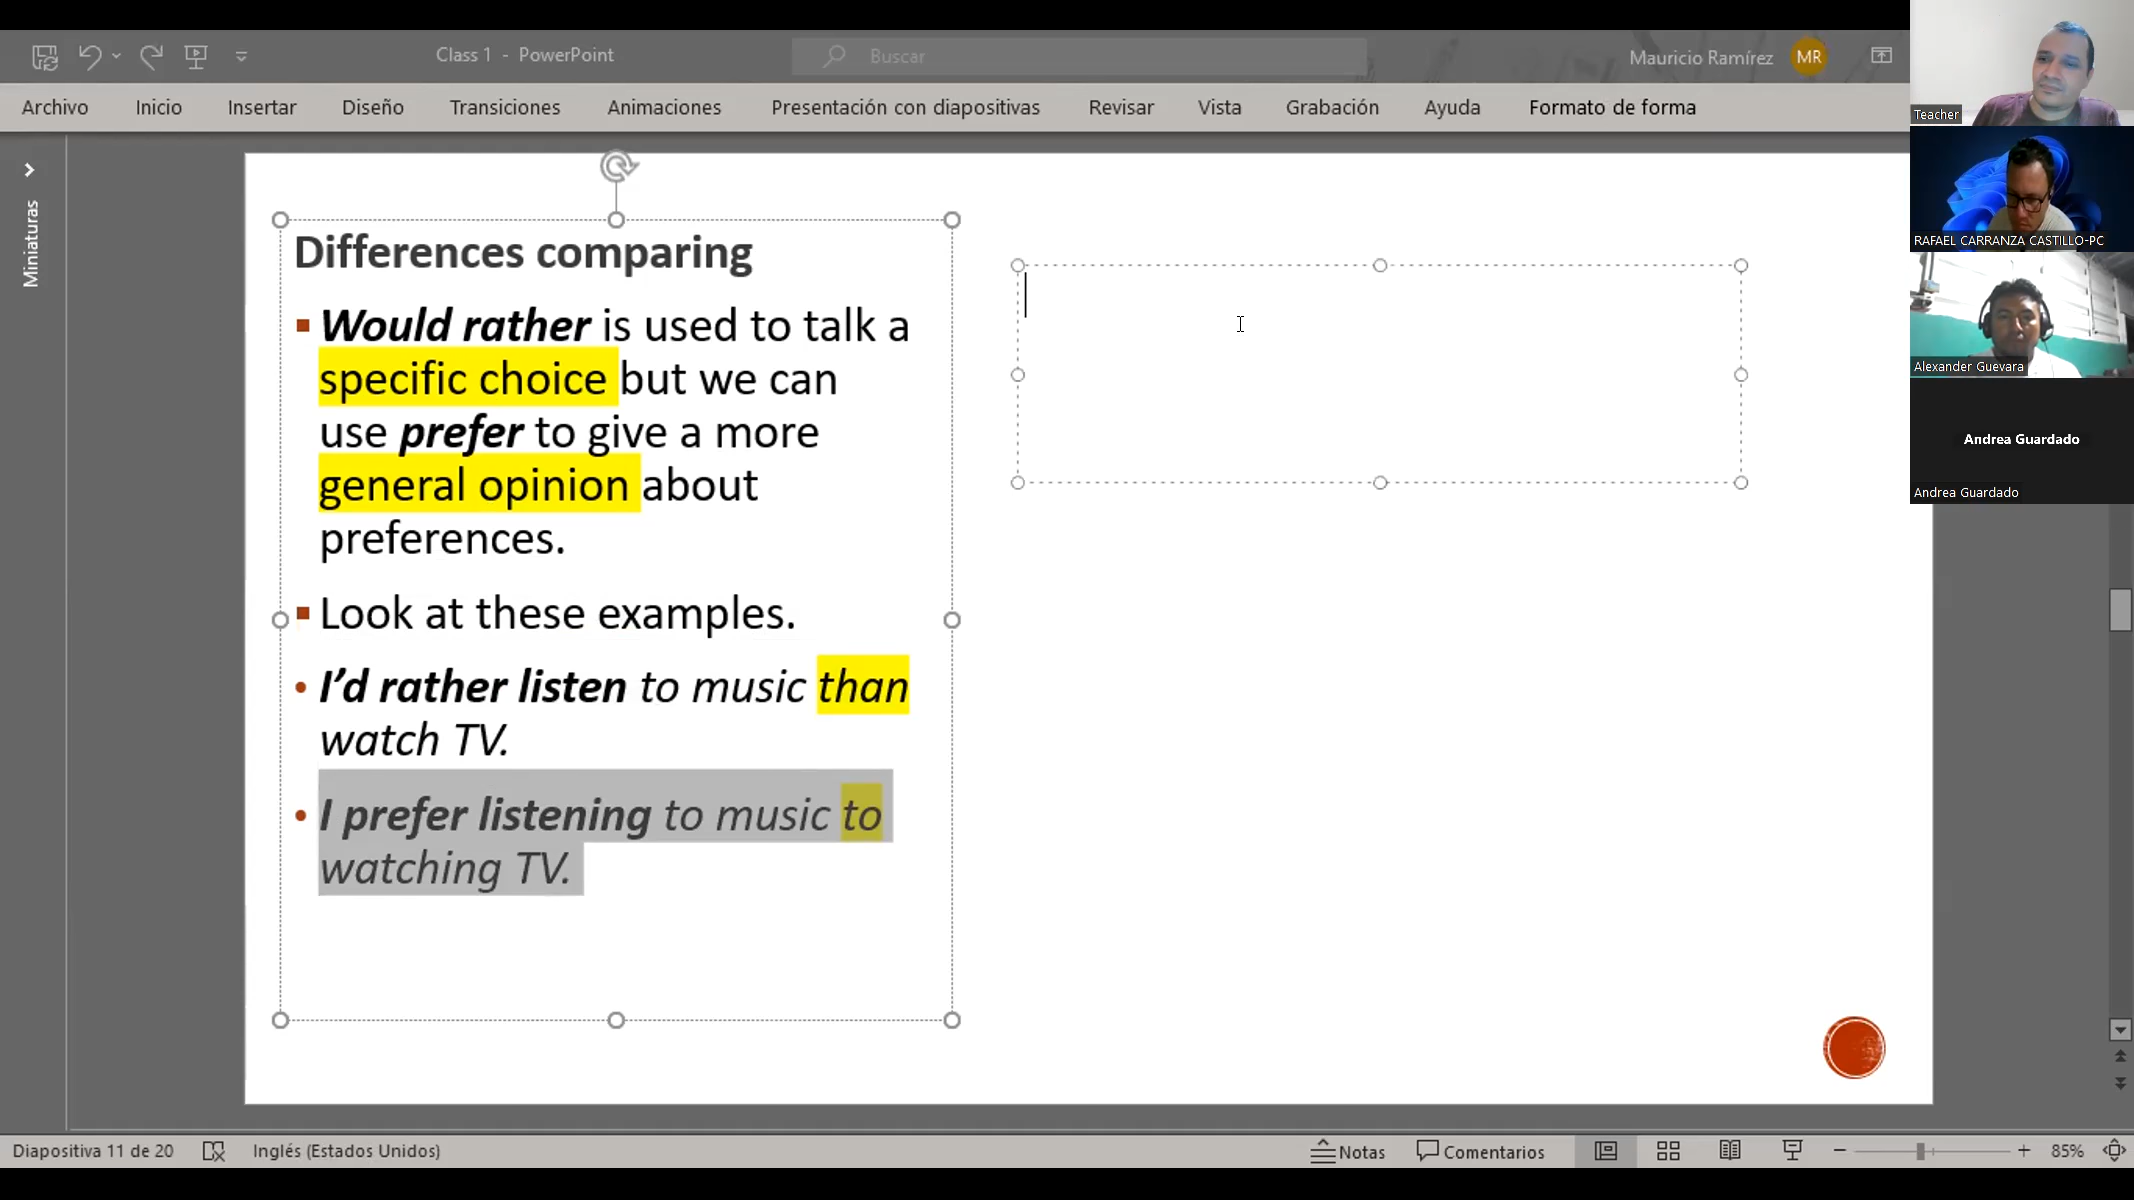 Class 1 - PowerPoint
Buscar
Mauricio Ramírez
MR
Archivo
Inicio
Insertar
Diseño
Transiciones
Animaciones
Presentación con diapositivas
Revisar
Vista
Grabación
Ayuda
Formato de forma
Miniaturas
Differences comparing
Would rather is used to talk a
specific choice but we can
use prefer to give a more
general opinion about
preferences.
Look at these examples.
I’d rather listen to music than
watch TV.
I prefer listening to music to
watching TV.
Teacher
RAFAEL CARRANZA CASTILLO-PC
Alexander Guevara
Andrea Guardado
Andrea Guardado
Diapositiva 11 de 20
Inglés (Estados Unidos)
Notas
Comentarios
85%